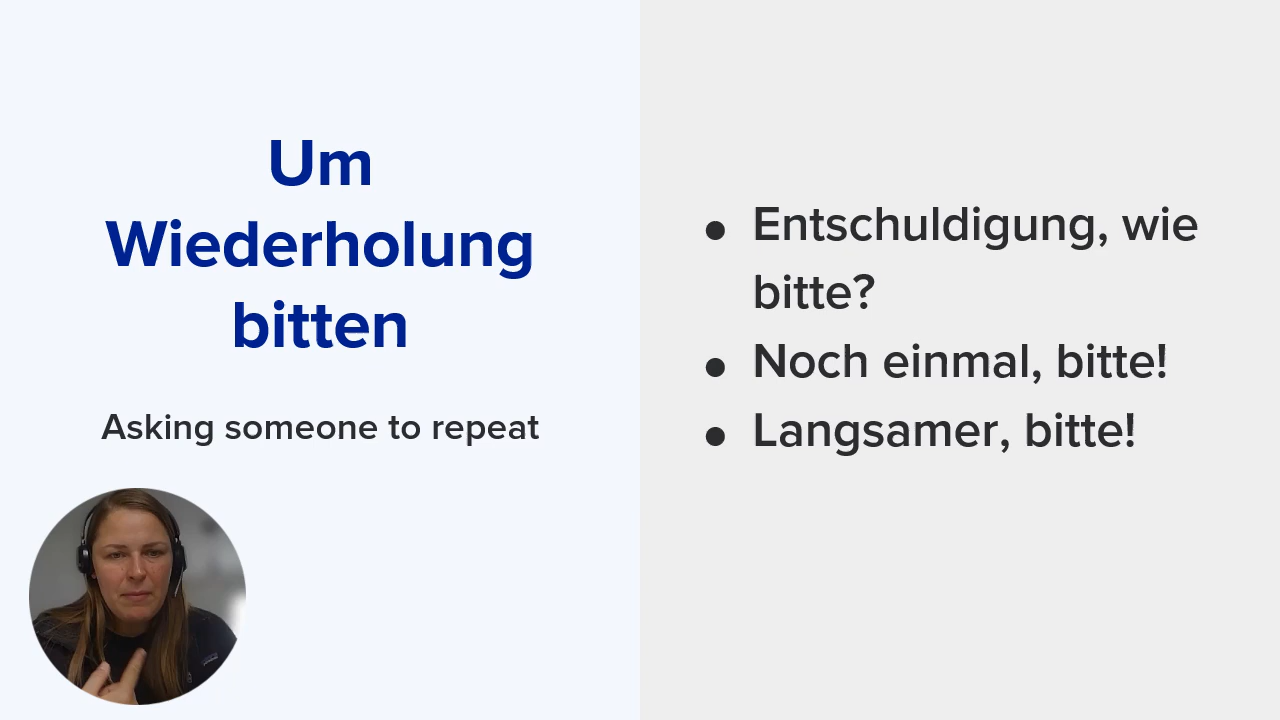 Um
Wiederholung
bitten
Asking someone to repeat
● Entschuldigung, wie
bitte?
● Noch einmal, bitte!
● Langsamer, bitte!